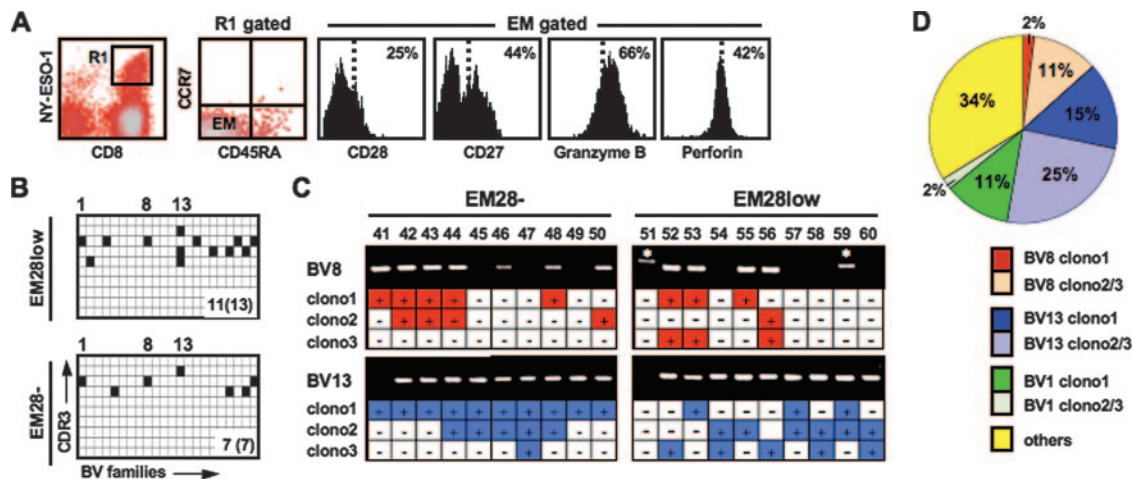 A
R1 gated
EM gated
NY-ESO-1
R1
CD8
CCR7
EM
CD45RA
25%
CD28
44%
CD27
66%
Granzyme B
42%
Perforin
B
1 8 13
EM28low
11(13)
1 8 13
EM28-
CDR3
7 (7)
BV families
C
EM28- EM28low
41 42 43 44 45 46 47 48 49 50 51 52 53 54 55 56 57 58 59 60
BV8 * *
clono1 + + + + - - - + - - - + + - + - - - - -
clono2 - + + + - - - - - + - - - - - + - - - -
clono3 - - - - - - - - - - - + + - - + - - - -
BV13
clono1 + + + + + + + + + + - - + - - - + - + -
clono2 - - - + + + + + - - - - - + + - + + + +
clono3 - - - - - - + - - - - + - + - + - + - +
D
2%
11%
15%
25%
11%
2%
34%
BV8 clono1
BV8 clono2/3
BV13 clono1
BV13 clono2/3
BV1 clono1
BV1 clono2/3
others